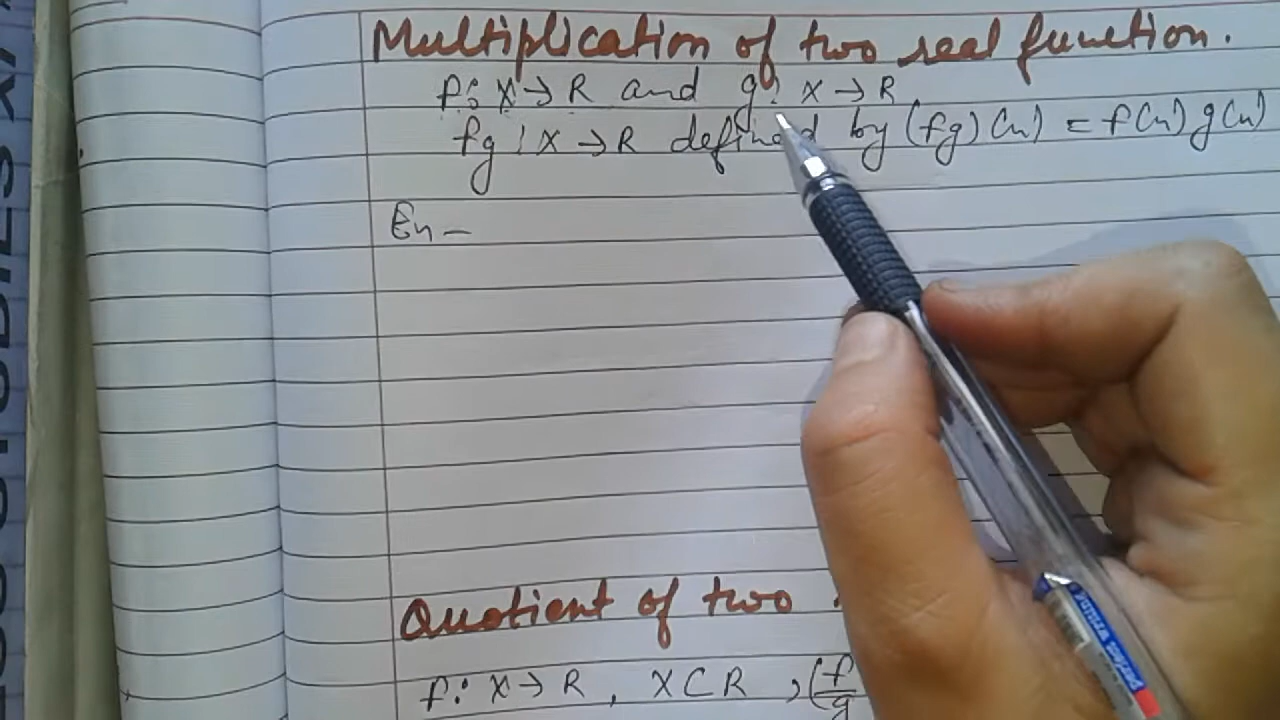 Multiplication of two real function.
f: X → R and g: X → R
fg: X → R defined by (fg)(x) = f(x) g(x)
Ex –
Quotient of two
f: X → R, X ⊂ R, (f/g